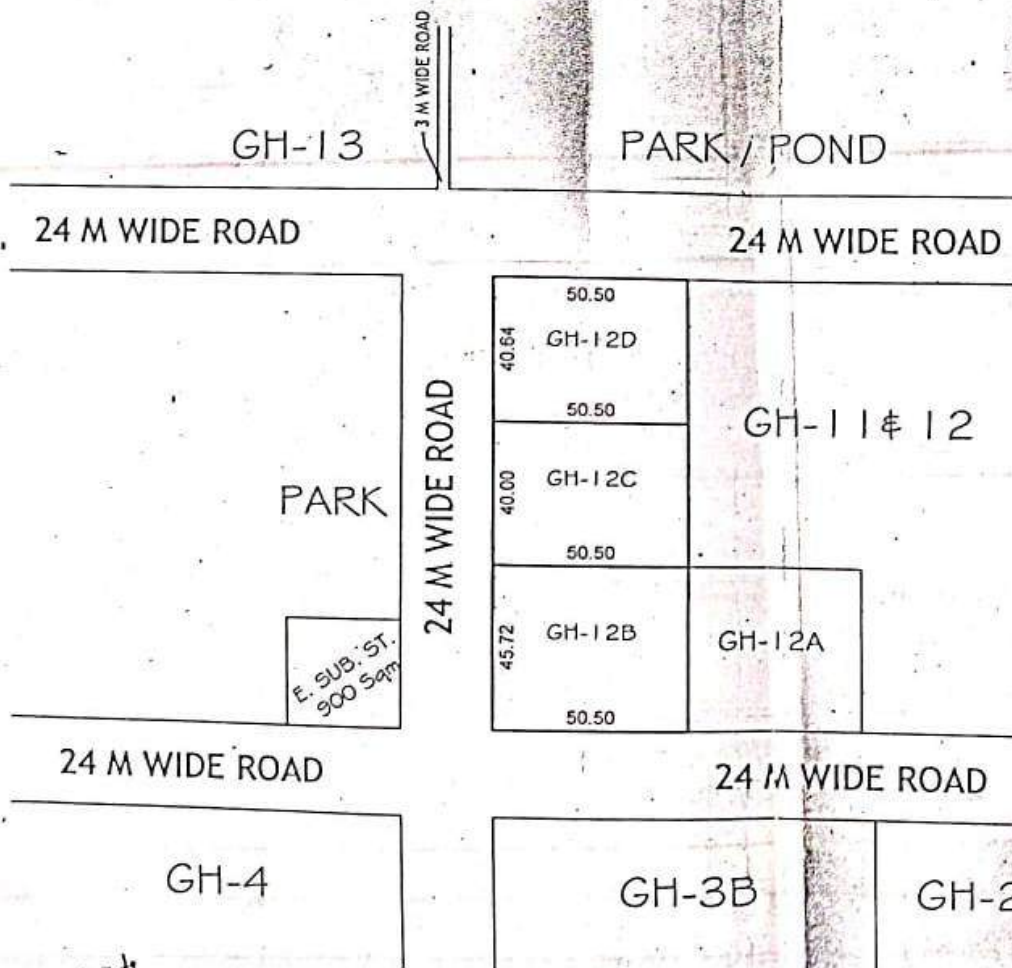 3 M WIDE ROAD
GH-13
PARK / POND
24 M WIDE ROAD
24 M WIDE ROAD
50.50
40.64
GH-12D
50.50
GH-11 & 12
24 M WIDE ROAD
PARK
40.00
GH-12C
50.50
45.72
GH-12B
GH-12A
E. SUB. ST.
900 Sqm
50.50
24 M WIDE ROAD
24 M WIDE ROAD
GH-4
GH-3B
GH-2